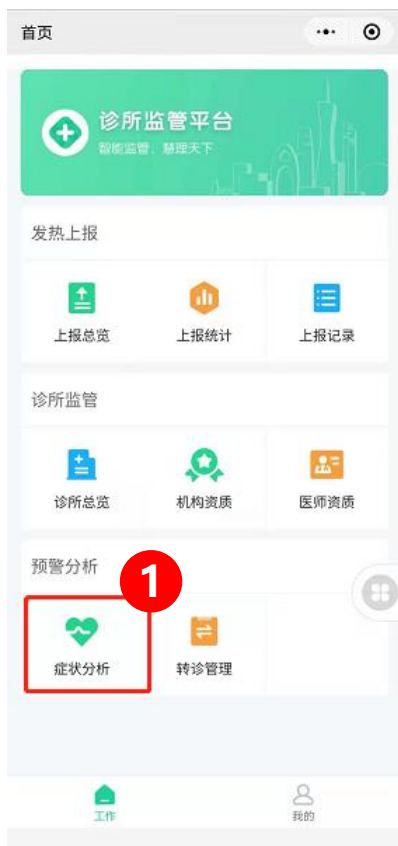 首页
诊所监管平台
智能监管，慧理天下
发热上报
上报总览 上报统计 上报记录
诊所监管
诊所总览 机构资质 医师资质
预警分析
1
症状分析 转诊管理
工作 我的